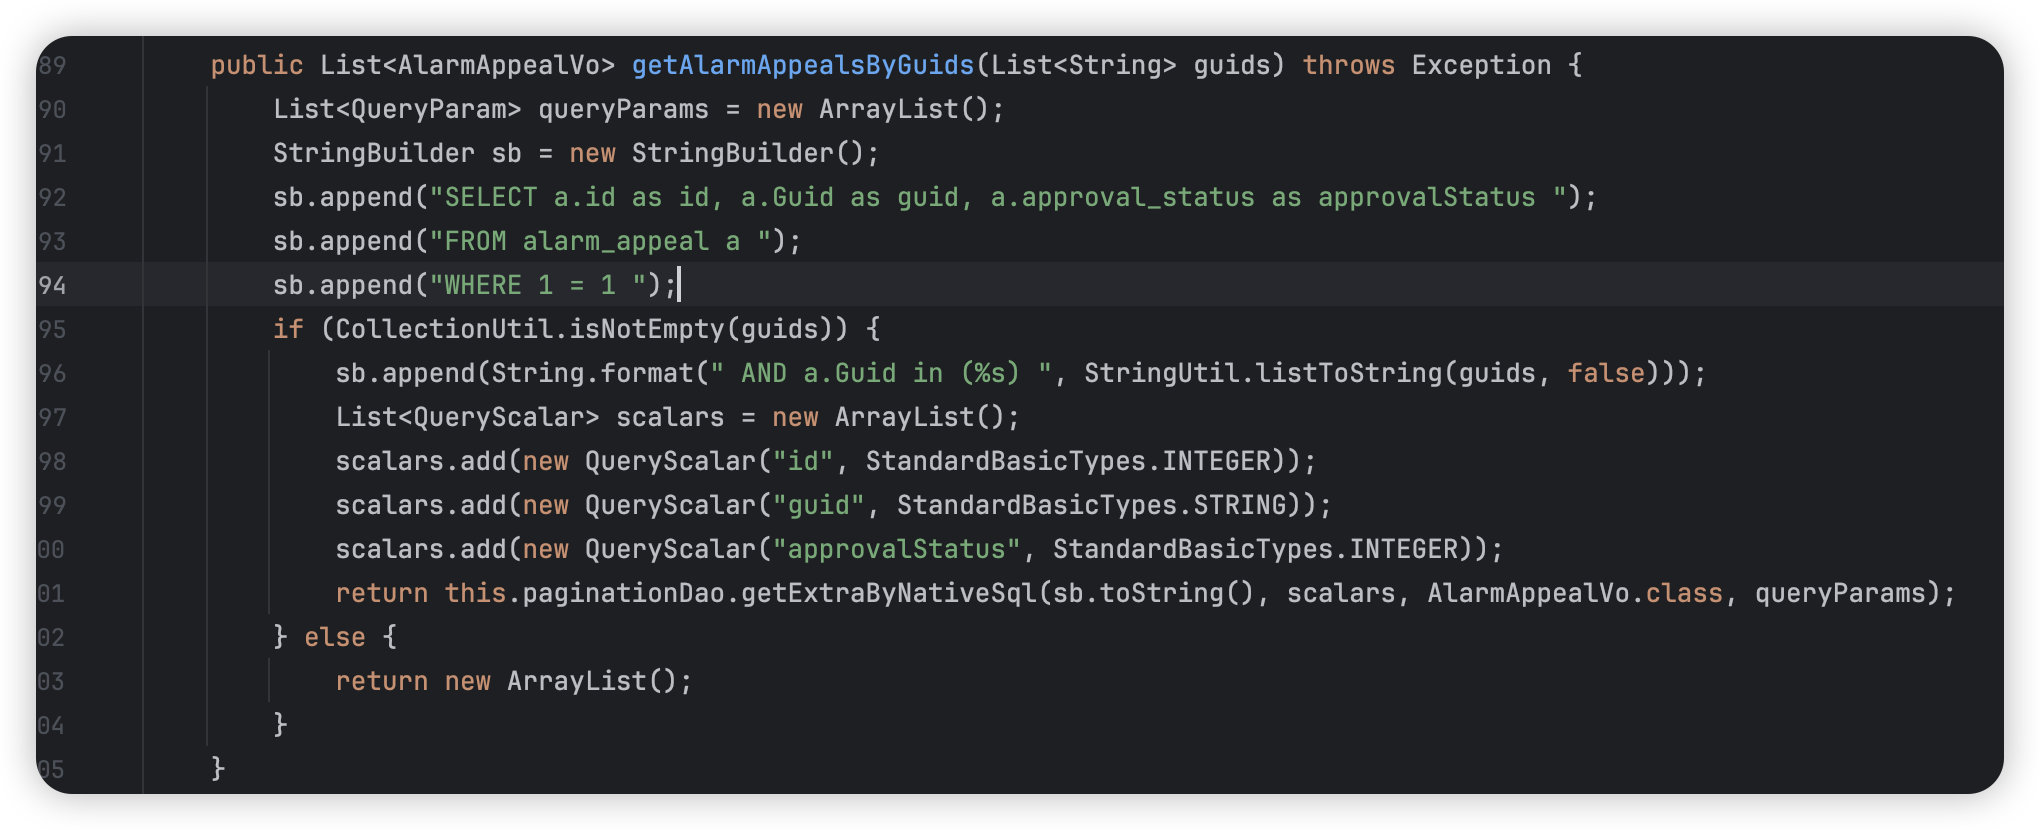 89 public List<AlarmAppealVo> getAlarmAppealsByGuids(List<String> guids) throws Exception {
90 List<QueryParam> queryParams = new ArrayList();
91 StringBuilder sb = new StringBuilder();
92 sb.append("SELECT a.id as id, a.Guid as guid, a.approval_status as approvalStatus ");
93 sb.append("FROM alarm_appeal a ");
94 sb.append("WHERE 1 = 1 ");
95 if (CollectionUtil.isNotEmpty(guids)) {
96 sb.append(String.format(" AND a.Guid in (%s) ", StringUtil.listToString(guids, false)));
97 List<QueryScalar> scalars = new ArrayList();
98 scalars.add(new QueryScalar("id", StandardBasicTypes.INTEGER));
99 scalars.add(new QueryScalar("guid", StandardBasicTypes.STRING));
00 scalars.add(new QueryScalar("approvalStatus", StandardBasicTypes.INTEGER));
01 return this.paginationDao.getExtraByNativeSql(sb.toString(), scalars, AlarmAppealVo.class, queryParams);
02 } else {
03 return new ArrayList();
04 }
05 }